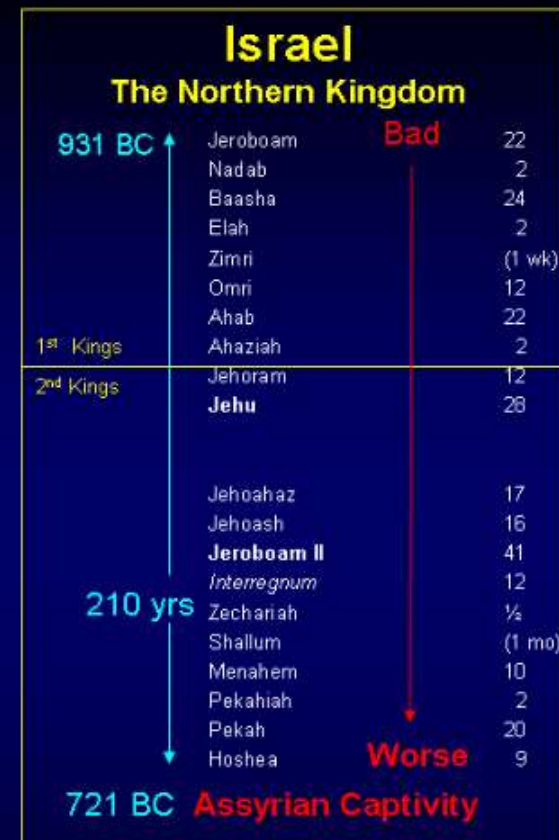 Israel
The Northern Kingdom
931 BC
Bad
Jeroboam 22
Nadab 2
Baasha 24
Elah 2
Zimri (1 wk)
Omri 12
Ahab 22
1st Kings Ahaziah 2
2nd Kings Jehoram 12
Jehu 28
Jehoahaz 17
Jehoash 16
Jeroboam II 41
Interregnum 12
210 yrs Zechariah ½
Shallum (1 mo)
Menahem 10
Pekahiah 2
Pekah 20
Hoshea Worse 9
721 BC Assyrian Captivity